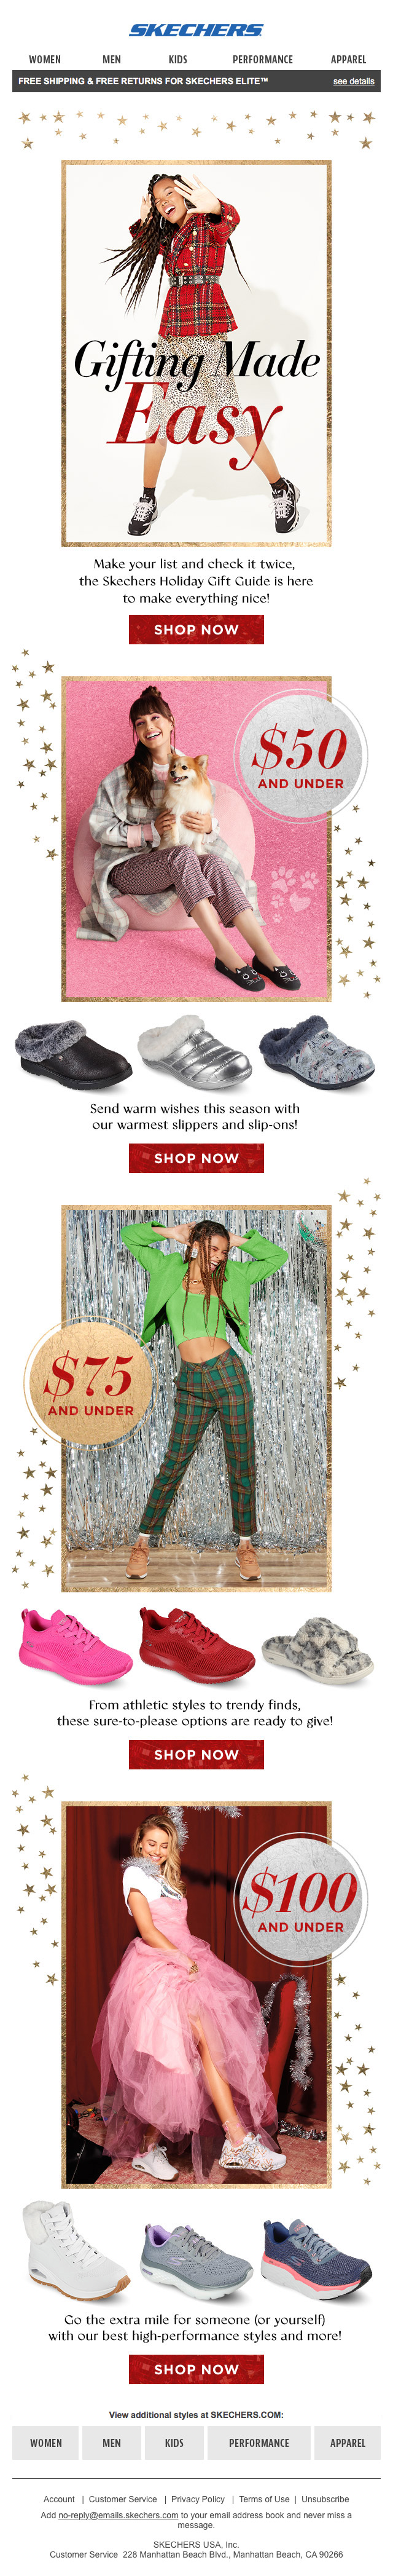 SKECHERS
WOMEN MEN KIDS PERFORMANCE APPAREL
FREE SHIPPING & FREE RETURNS FOR SKECHERS ELITE™ see details
Gifting Made
Easy
Make your list and check it twice,
the Skechers Holiday Gift Guide is here
to make everything nice!
SHOP NOW
$50
AND UNDER
Send warm wishes this season with
our warmest slippers and slip-ons!
SHOP NOW
$75
AND UNDER
From athletic styles to trendy finds,
these sure-to-please options are ready to give!
SHOP NOW
$100
AND UNDER
Go the extra mile for someone (or yourself)
with our best high-performance styles and more!
SHOP NOW
View additional styles at SKECHERS.COM:
WOMEN MEN KIDS PERFORMANCE APPAREL
Account | Customer Service | Privacy Policy | Terms of Use | Unsubscribe
Add no-reply@emails.skechers.com to your email address book and never miss a
message.
SKECHERS USA, Inc.
Customer Service 228 Manhattan Beach Blvd., Manhattan Beach, CA 90266